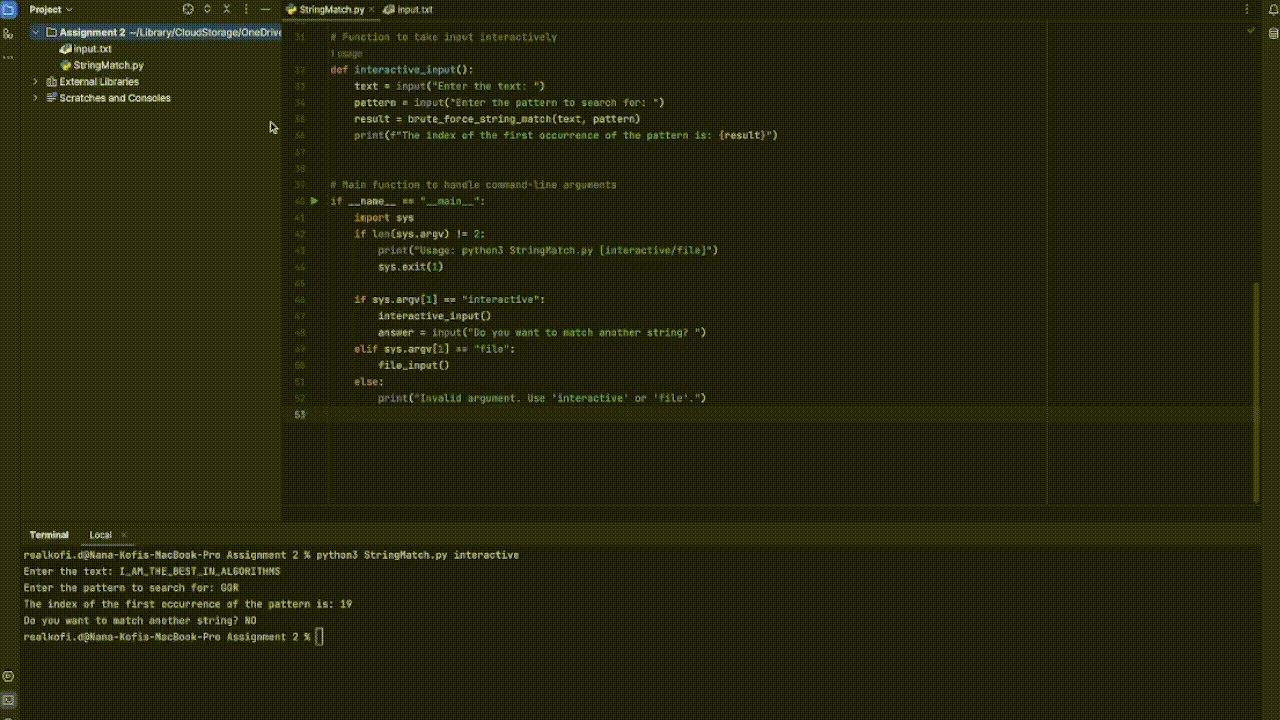 Project
StringMatch.py
input.txt
Assignment 2 ~/Library/CloudStorage/OneDrive
input.txt
StringMatch.py
External Libraries
Scratches and Consoles
31 # Function to take input interactively
1 usage
32 def interactive_input():
33 text = input("Enter the text: ")
34 pattern = input("Enter the pattern to search for: ")
35 result = brute_force_string_match(text, pattern)
36 print(f"The index of the first occurrence of the pattern is: {result}")
37
38
39 # Main function to handle command-line arguments
40 if __name__ == "__main__":
41 import sys
42 if len(sys.argv) != 2:
43 print("Usage: python3 StringMatch.py [interactive/file]")
44 sys.exit(1)
45
46 if sys.argv[1] == "interactive":
47 interactive_input()
48 answer = input("Do you want to match another string? ")
49 elif sys.argv[1] == "file":
50 file_input()
51 else:
52 print("Invalid argument. Use 'interactive' or 'file'.")
53
Terminal Local
realkofi.d@Nana-Kofis-MacBook-Pro Assignment 2 % python3 StringMatch.py interactive
Enter the text: I_AM_THE_BEST_IN_ALGORITHMS
Enter the pattern to search for: GOR
The index of the first occurrence of the pattern is: 19
Do you want to match another string? NO
realkofi.d@Nana-Kofis-MacBook-Pro Assignment 2 %